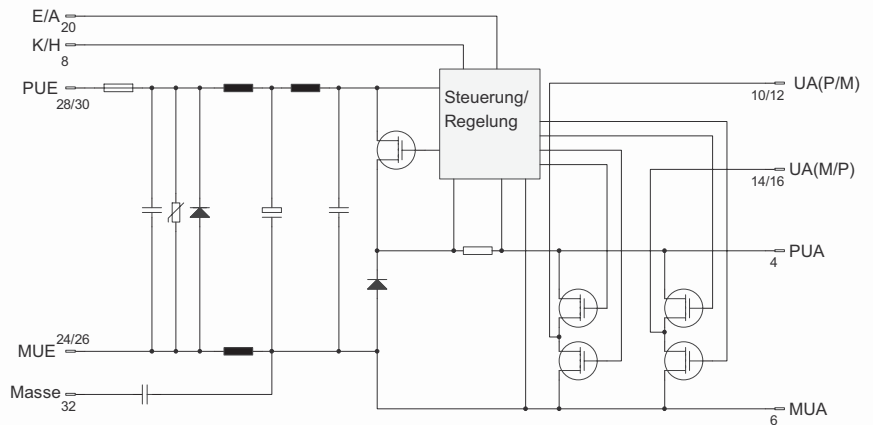 E/A
20
K/H
8
PUE
28/30
Steuerung/
Regelung
UA(P/M)
10/12
UA(M/P)
14/16
PUA
4
24/26
MUE
Masse
32
MUA
6